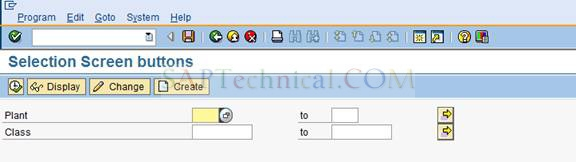 Program Edit Goto System Help
Selection Screen buttons
SAPTechnical.COM
Display Change Create
Plant to
Class to